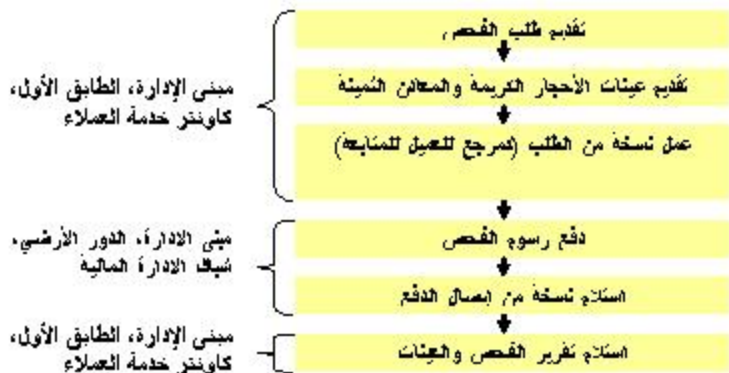 تقديم طلب الفحص
تقديم عينات الأحجار الكريمة والمعادن الثمينة
عمل نسخة من الطلب (كمرجع للعميل للمتابعة)
مبنى الإدارة، الطابق الأول،
كاونتر خدمة العملاء
دفع رسوم الفحص
استلام نسخة من إيصال الدفع
مبنى الادارة، الدور الأرضي،
شباك الادارة المالية
استلام تقرير الفحص والعينات
مبنى الإدارة، الطابق الأول،
كاونتر خدمة العملاء